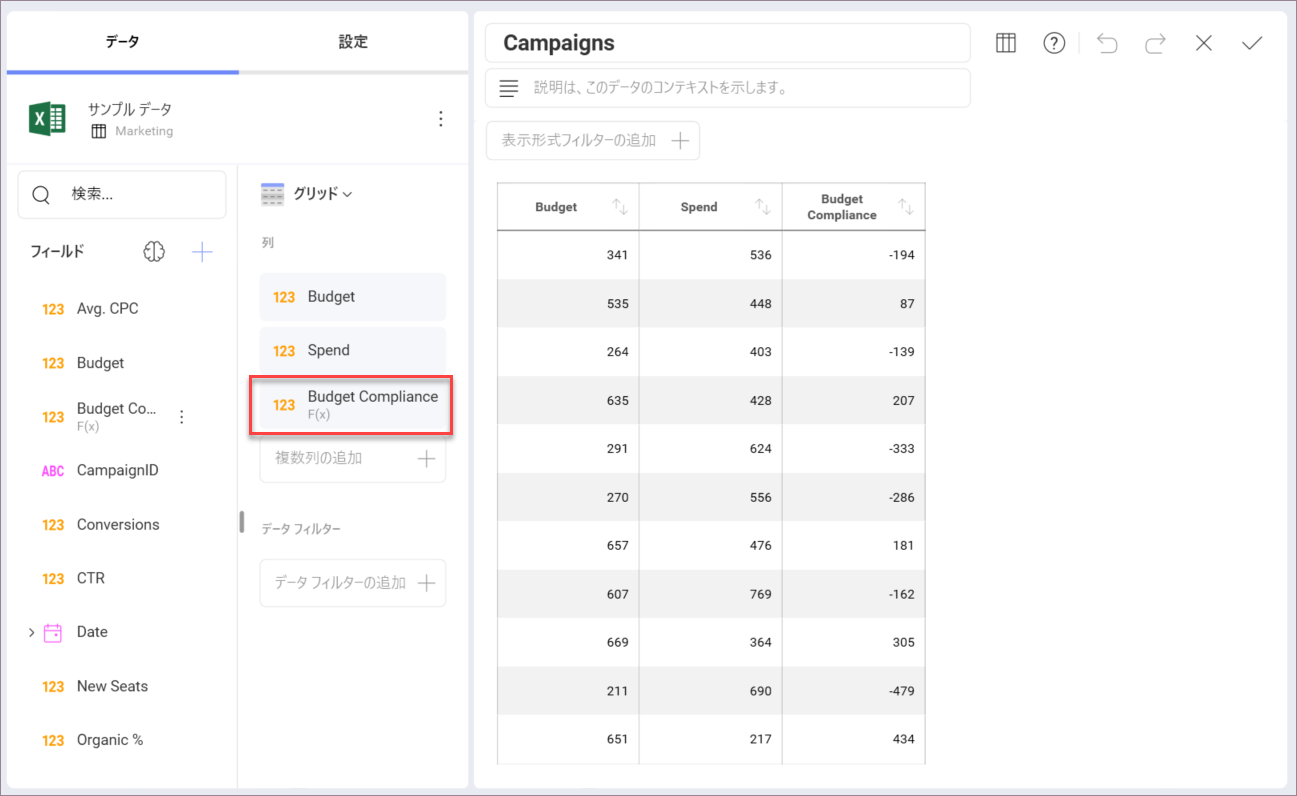 データ
設定
サンプル データ
Marketing
検索...
フィールド
123 Avg. CPC
123 Budget
123 Budget Co...
F(x)
ABC CampaignID
123 Conversions
123 CTR
Date
123 New Seats
123 Organic %
グリッド
列
123 Budget
123 Spend
123 Budget Compliance
F(x)
複数列の追加
データ フィルター
データ フィルターの追加
Campaigns
説明は、このデータのコンテキストを示します。
表示形式フィルターの追加
Budget Spend Budget
Compliance
341 536 -194
535 448 87
264 403 -139
635 428 207
291 624 -333
270 556 -286
657 476 181
607 769 -162
669 364 305
211 690 -479
651 217 434